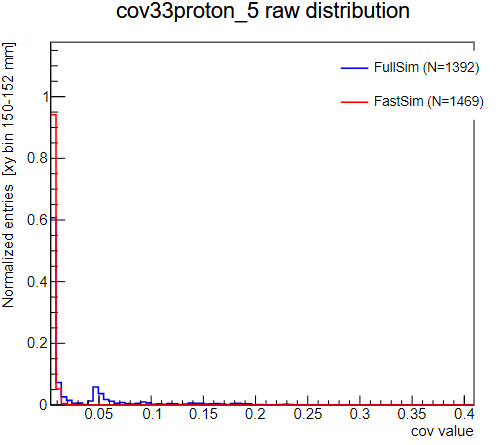 cov33proton_5 raw distribution
Normalized entries [xy bin 150-152 mm]
FullSim (N=1392)
FastSim (N=1469)
1
0.8
0.6
0.4
0.2
0
0.05 0.1 0.15 0.2 0.25 0.3 0.35 0.4
cov value